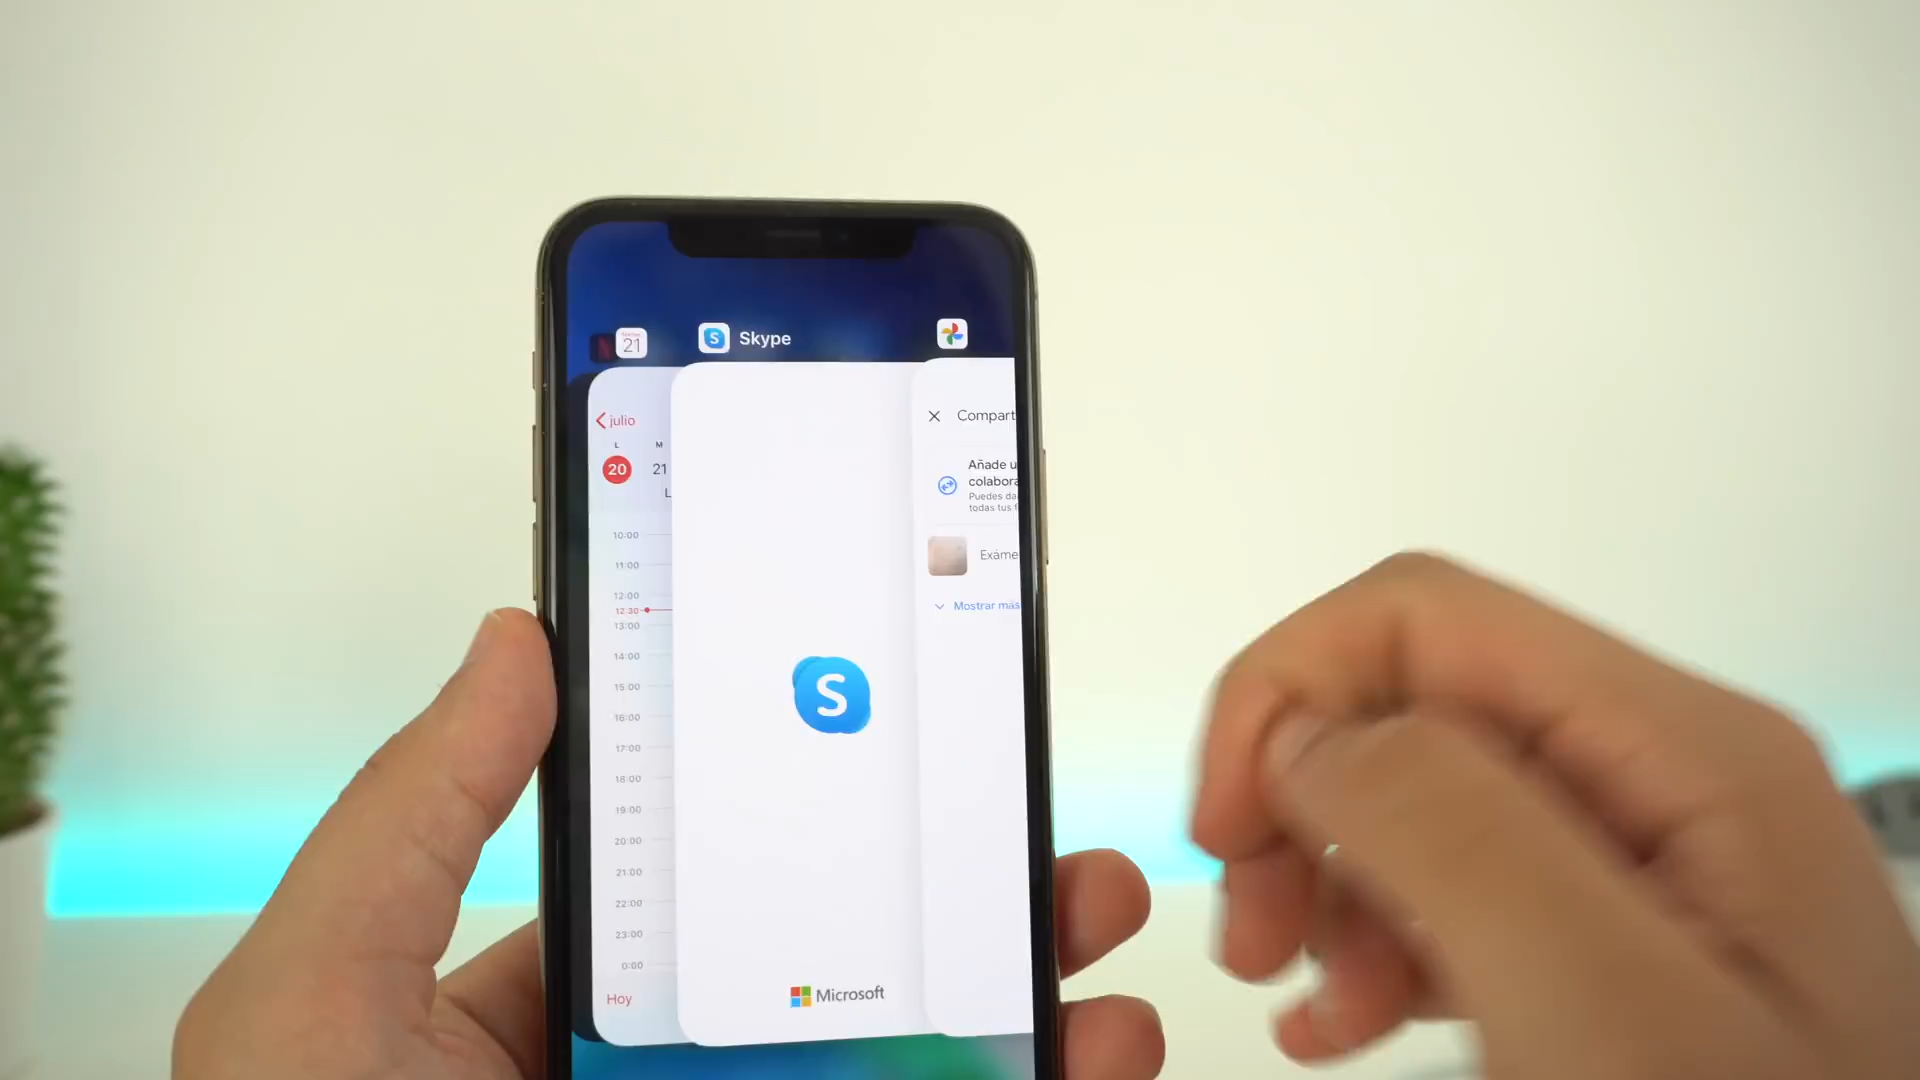 21
Skype
julio
L
M
20
21
L
10:00
11:00
12:00
12:30
13:00
14:00
15:00
16:00
17:00
18:00
19:00
20:00
21:00
22:00
23:00
0:00
Hoy
S
Microsoft
Compart
Añade u
colabora
Puedes da
todas tus f
Exáme
Mostrar más